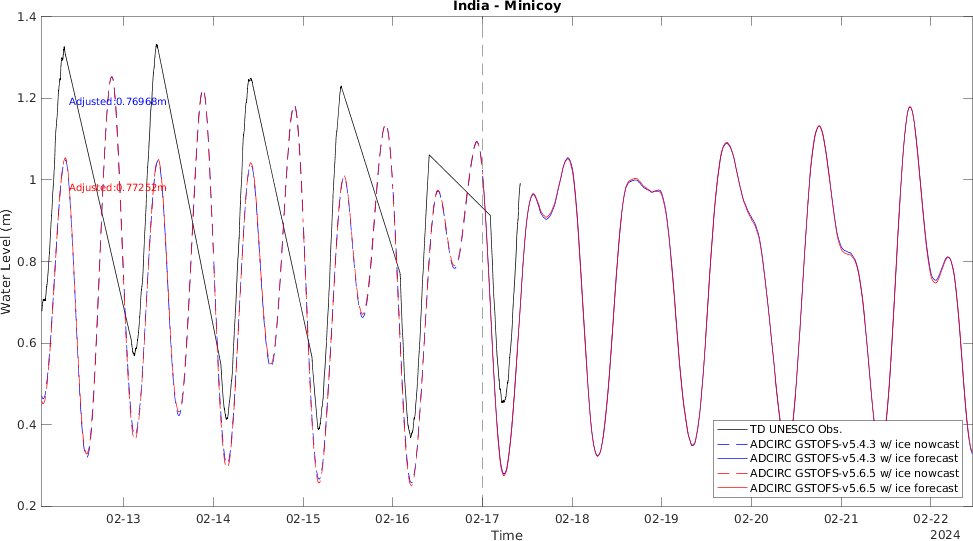 India - Minicoy
Water Level (m)
1.4
1.2
1
0.8
0.6
0.4
0.2
Adjusted:0.76968m
Adjusted:0.77252m
TD UNESCO Obs.
ADCIRC GSTOFS-v5.4.3 w/ ice nowcast
ADCIRC GSTOFS-v5.4.3 w/ ice forecast
ADCIRC GSTOFS-v5.6.5 w/ ice nowcast
ADCIRC GSTOFS-v5.6.5 w/ ice forecast
02-13 02-14 02-15 02-16 02-17 02-18 02-19 02-20 02-21 02-22
2024
Time